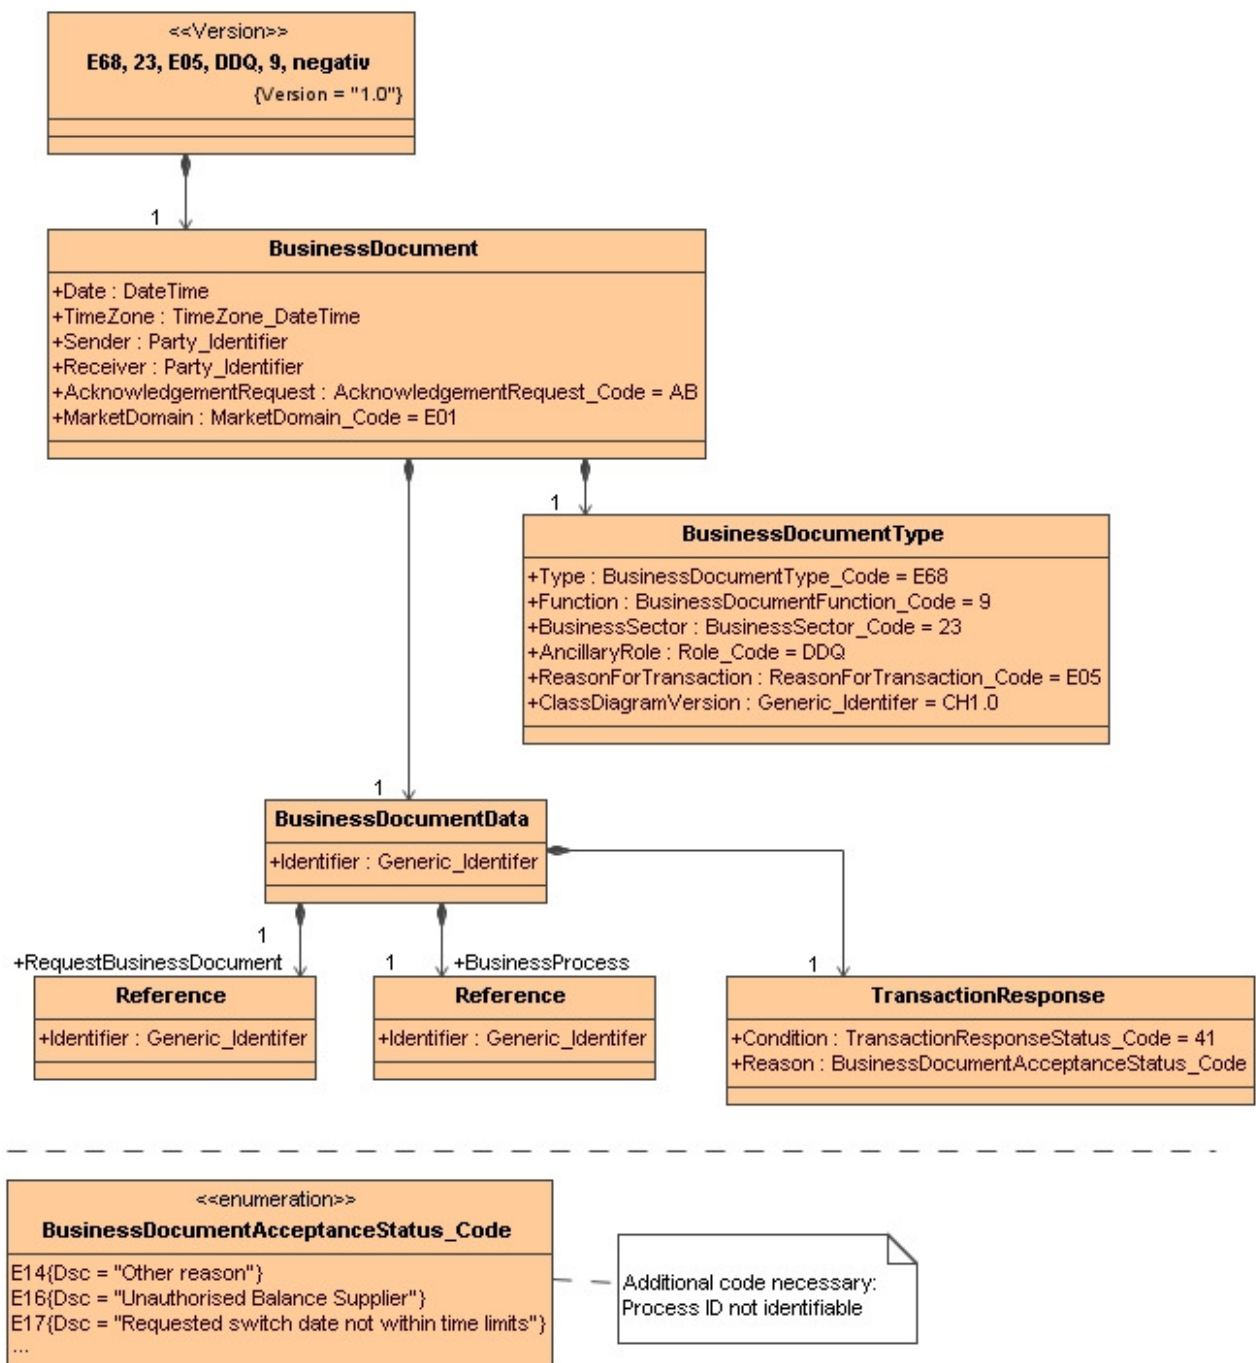 <<Version>>
E68, 23, E05, DDQ, 9, negativ
{Version = "1.0"}
1
BusinessDocument
+Date : DateTime
+TimeZone : TimeZone_DateTime
+Sender : Party_Identifier
+Receiver : Party_Identifier
+AcknowledgementRequest : AcknowledgementRequest_Code = AB
+MarketDomain : MarketDomain_Code = E01
1
BusinessDocumentType
+Type : BusinessDocumentType_Code = E68
+Function : BusinessDocumentFunction_Code = 9
+BusinessSector : BusinessSector_Code = 23
+AncillaryRole : Role_Code = DDQ
+ReasonForTransaction : ReasonForTransaction_Code = E05
+ClassDiagramVersion : Generic_Identifer = CH1.0
1
BusinessDocumentData
+Identifier : Generic_Identifer
1
+RequestBusinessDocument
1 +BusinessProcess
1
Reference
+Identifier : Generic_Identifer
Reference
+Identifier : Generic_Identifer
TransactionResponse
+Condition : TransactionResponseStatus_Code = 41
+Reason : BusinessDocumentAcceptanceStatus_Code
<<enumeration>>
BusinessDocumentAcceptanceStatus_Code
E14{Dsc = "Other reason"}
E16{Dsc = "Unauthorised Balance Supplier"}
E17{Dsc = "Requested switch date not within time limits"}
...
Additional code necessary:
Process ID not identifiable